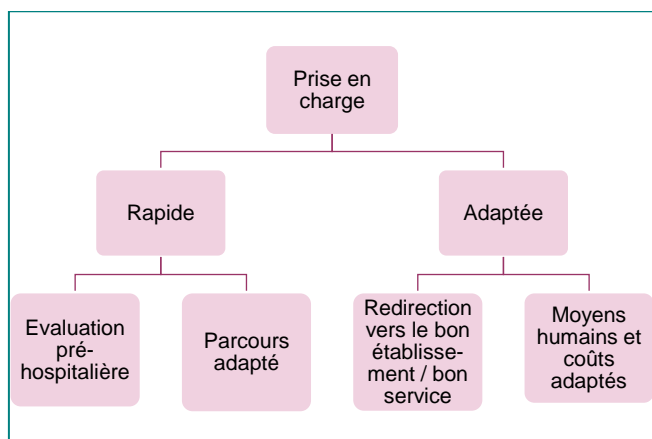 Prise en
charge
Rapide
Adaptée
Evaluation
pré-
hospitalière
Parcours
adapté
Redirection
vers le bon
établisse-
ment / bon
service
Moyens
humains et
coûts
adaptés